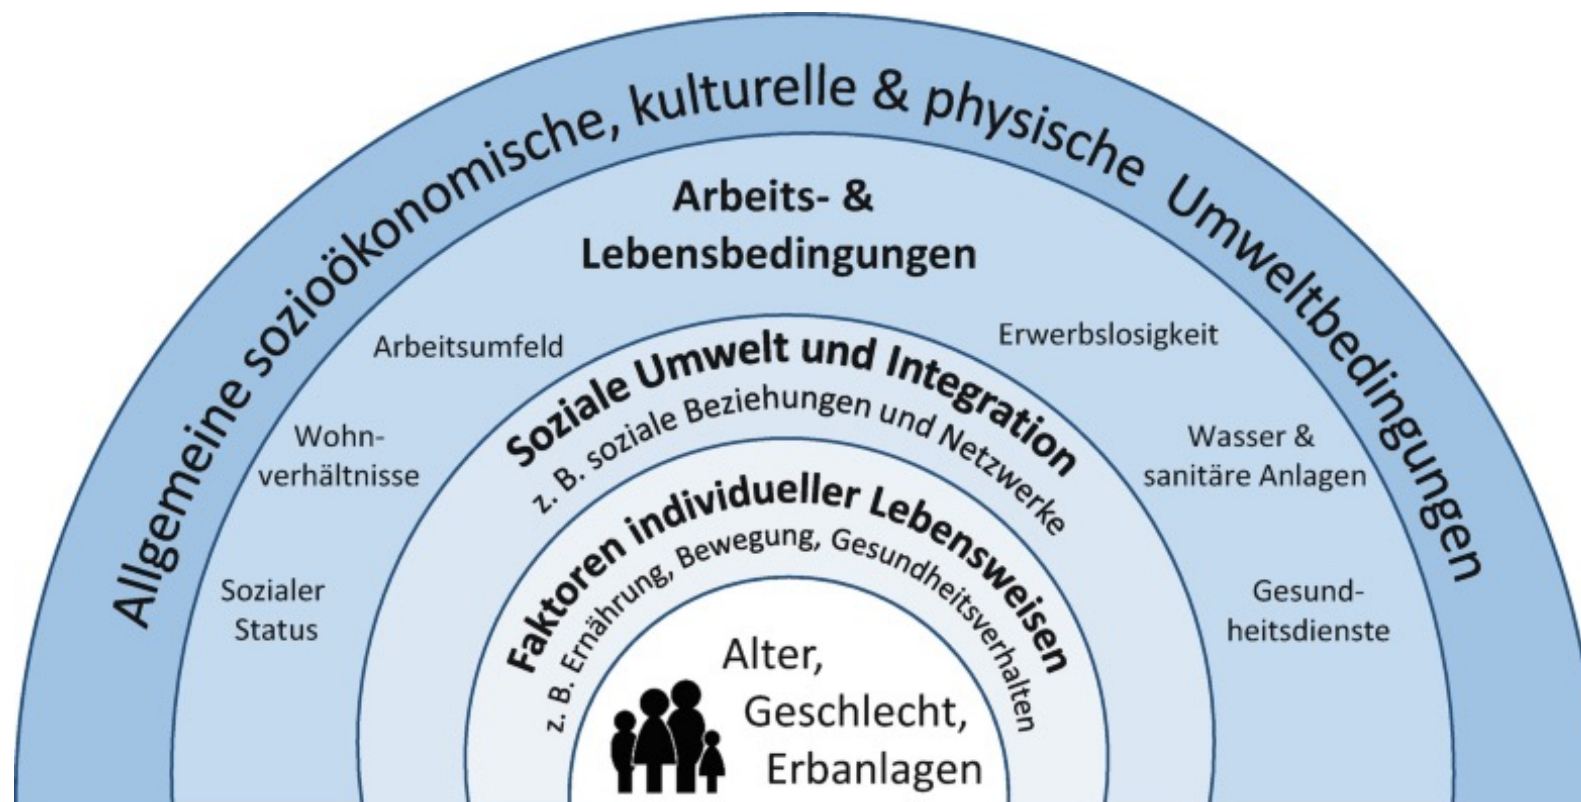 Allgemeine sozioökonomische, kulturelle & physische Umweltbedingungen
Arbeits- &
Lebensbedingungen
Arbeitsumfeld
Erwerbslosigkeit
Wohn-
verhältnisse
Wasser &
sanitäre Anlagen
Sozialer
Status
Gesund-
heitsdienste
Soziale Umwelt und Integration
z. B. soziale Beziehungen und Netzwerke
Faktoren individueller Lebensweisen
z. B. Ernährung, Bewegung, Gesundheitsverhalten
Alter,
Geschlecht,
Erbanlagen